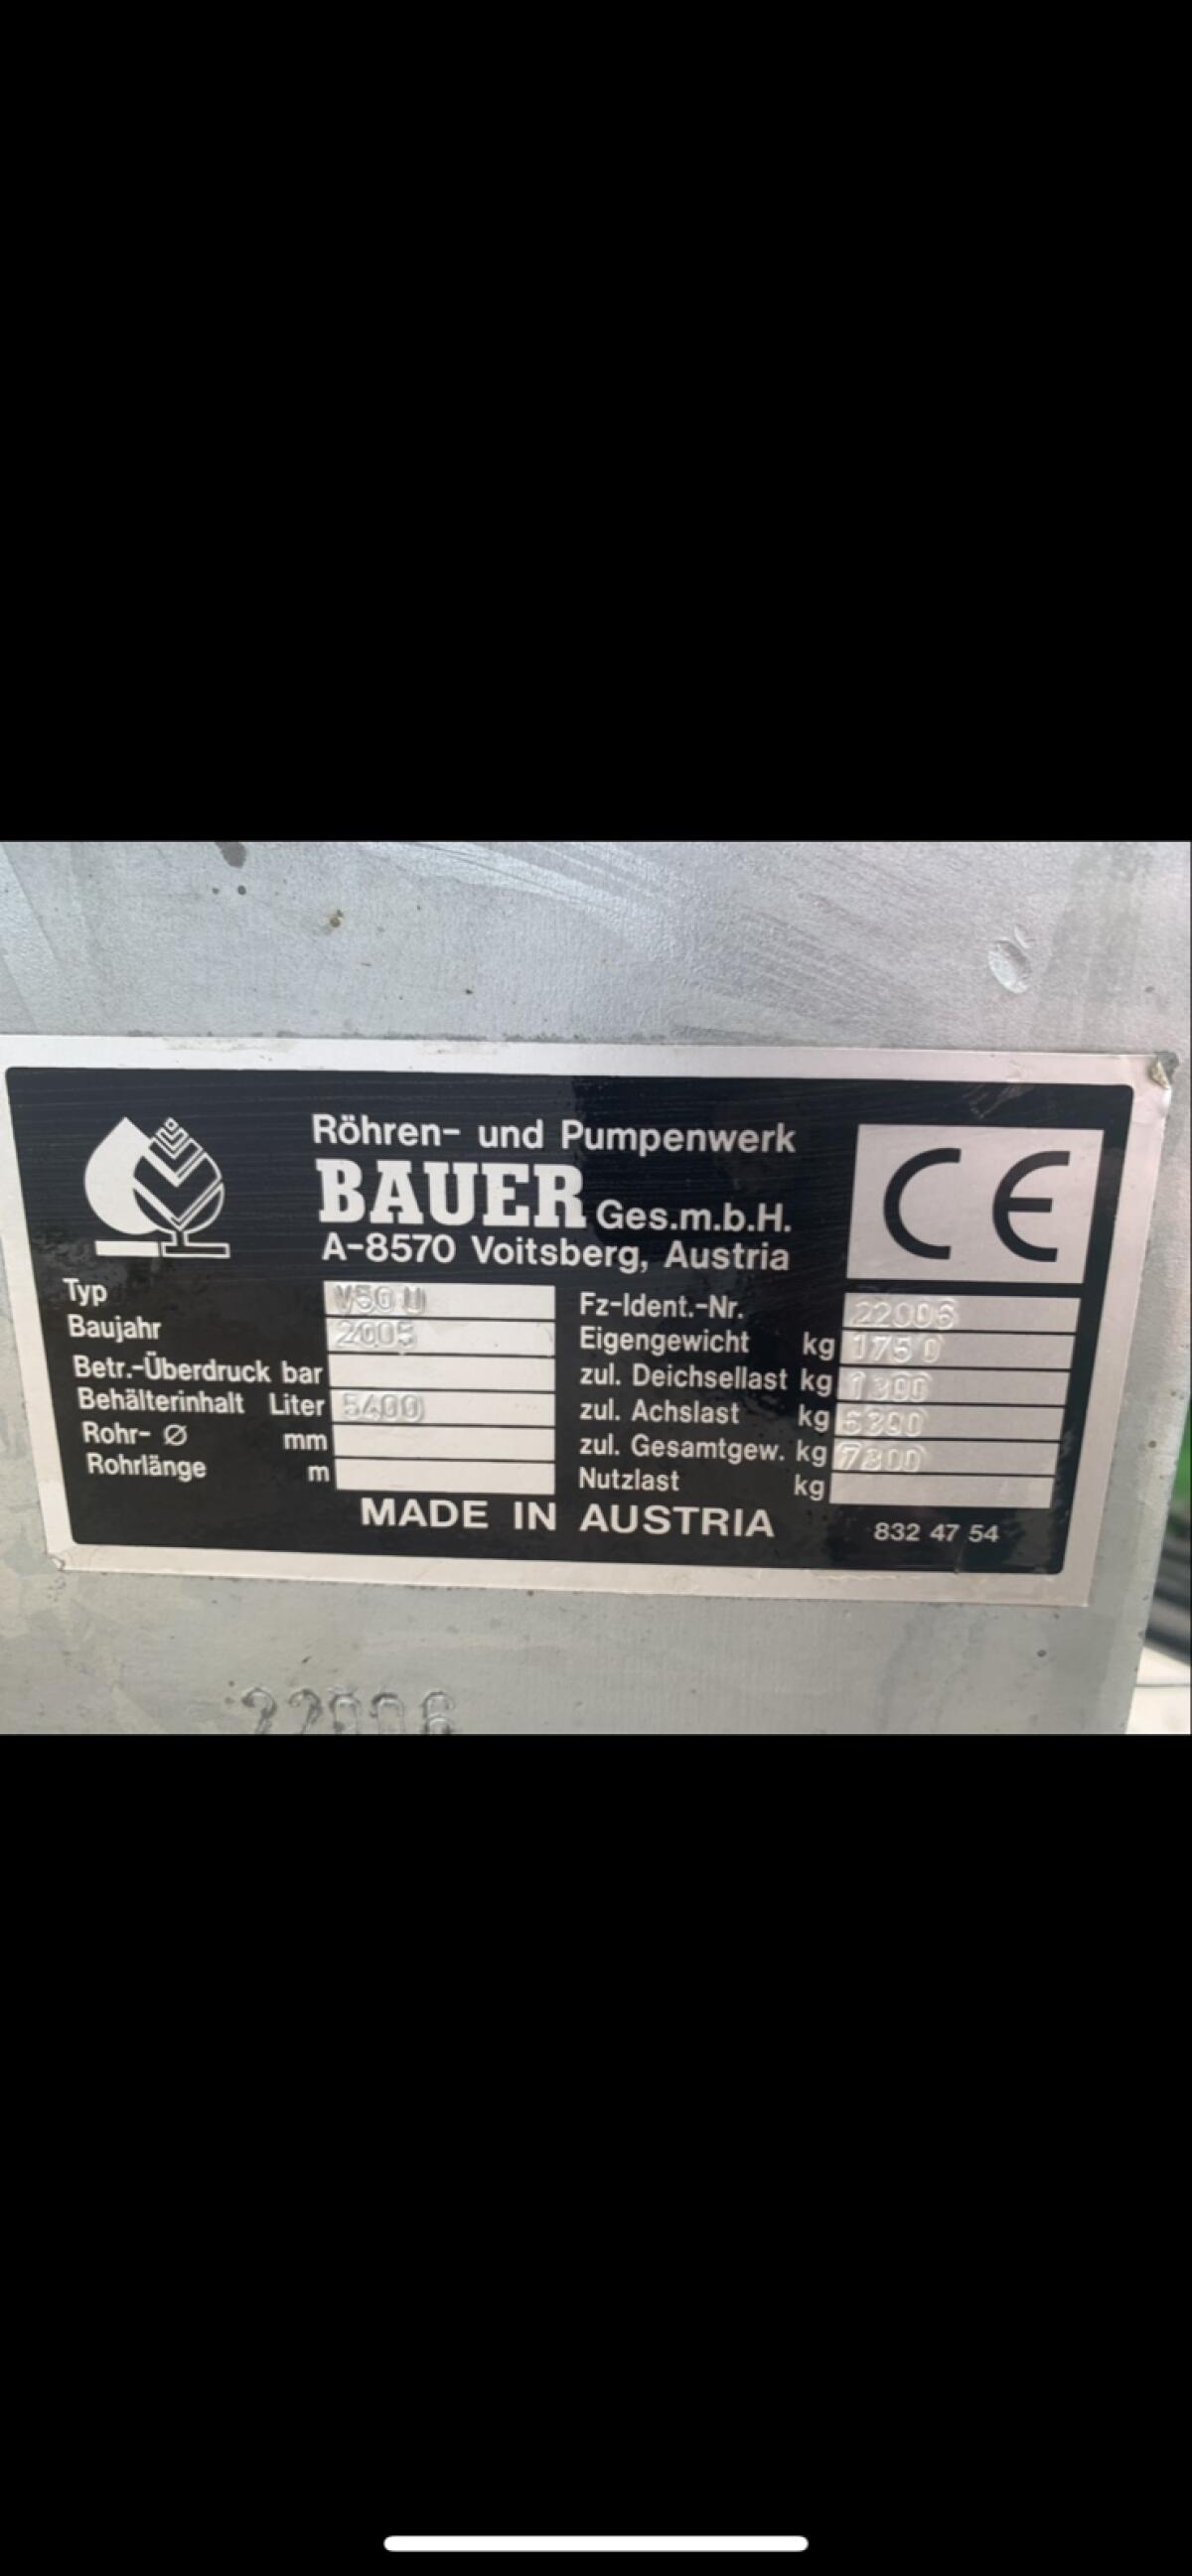 Röhren- und Pumpenwerk
BAUER Ges.m.b.H.
A-8570 Voitsberg, Austria
CE
Typ
Baujahr 2005
Betr.-Überdruck bar
Behälterinhalt Liter 5400
Rohr- Ø mm
Rohrlänge m
Fz-Ident.-Nr. 22006
Eigengewicht kg 1750
zul. Deichsellast kg
zul. Achslast kg
zul. Gesamtgew. kg
Nutzlast kg
MADE IN AUSTRIA
832 47 54
22006